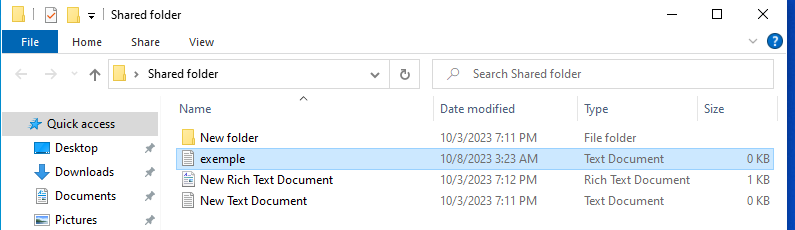 Shared folder
File Home Share View
Shared folder Search Shared folder
Name Date modified Type Size
Quick access
Desktop
Downloads
Documents
Pictures
New folder 10/3/2023 7:11 PM File folder
exemple 10/8/2023 3:23 AM Text Document 0 KB
New Rich Text Document 10/3/2023 7:12 PM Rich Text Document 1 KB
New Text Document 10/3/2023 7:11 PM Text Document 0 KB